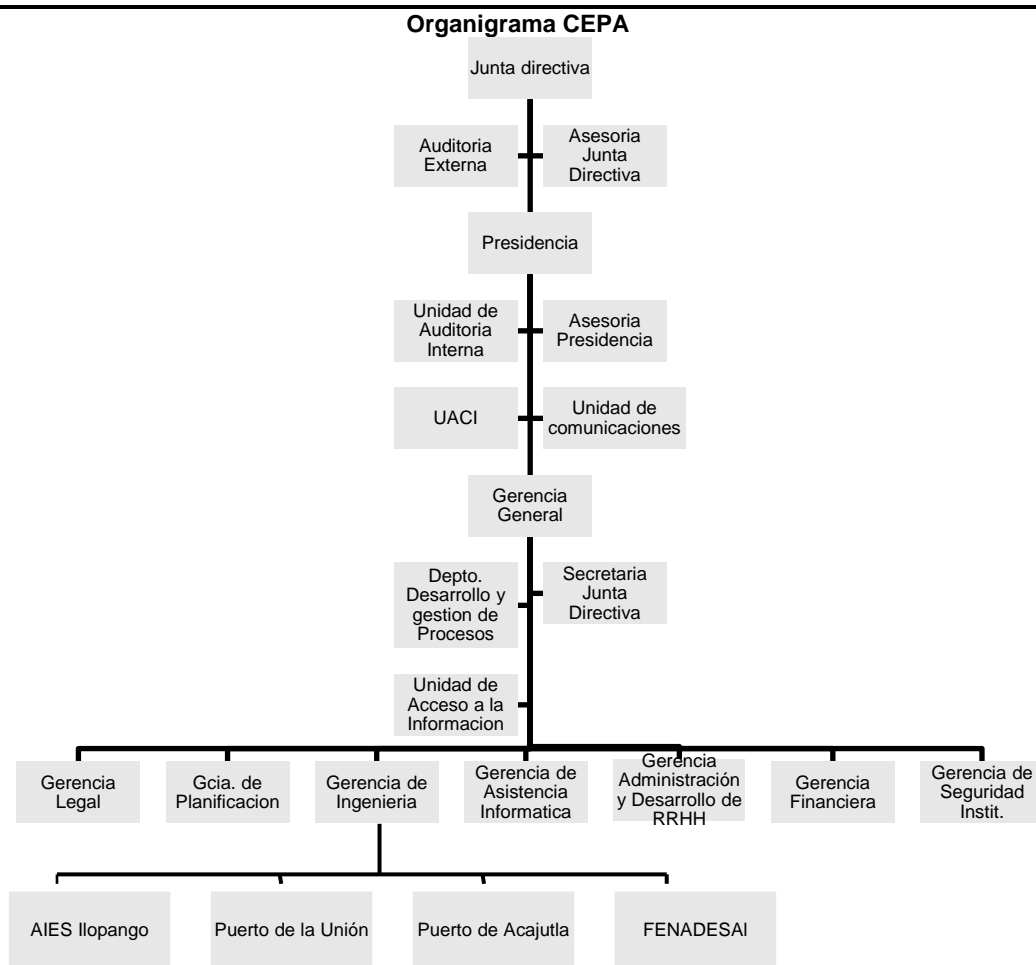 Organigrama CEPA
Junta directiva
Auditoria
Externa
Asesoria
Junta
Directiva
Presidencia
Unidad de
Auditoria
Interna
Asesoria
Presidencia
UACI
Unidad de
comunicaciones
Gerencia
General
Depto.
Desarrollo y
gestion de
Procesos
Secretaria
Junta
Directiva
Unidad de
Acceso a la
Informacion
Gerencia
Legal
Gcia. de
Planificacion
Gerencia de
Ingenieria
Gerencia de
Asistencia
Informatica
Gerencia
Administración
y Desarrollo de
RRHH
Gerencia
Financiera
Gerencia de
Seguridad
Instit.
AIES Ilopango
Puerto de la Unión
Puerto de Acajutla
FENADESAI